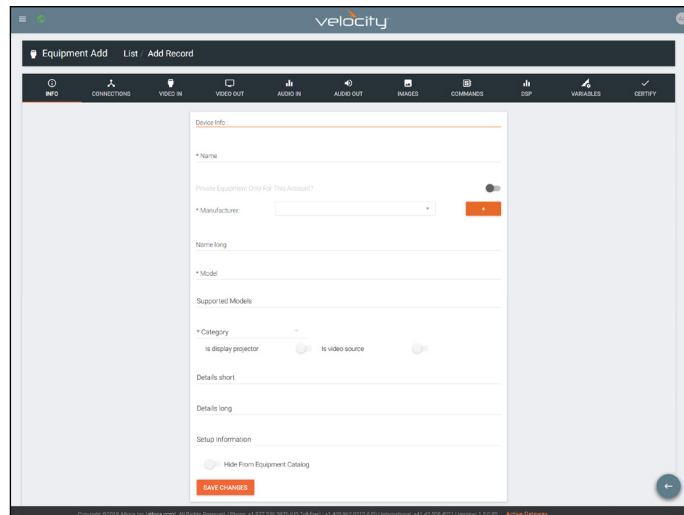 velocity
Equipment Add List / Add Record
INFO CONNECTIONS VIDEO IN VIDEO OUT AUDIO IN AUDIO OUT IMAGES COMMANDS DSP VARIABLES CERTIFY
Device Info :
* Name
Private Equipment Only For This Account?
* Manufacturer: +
Name long
* Model
Supported Models
* Category
Is display projector Is video source
Details short
Details long
Setup Information
Hide From Equipment Catalog
SAVE CHANGES
Active Gateway